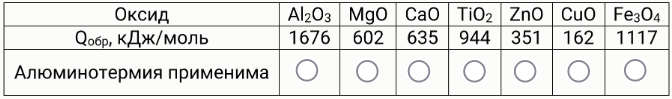 Оксид Al₂O₃ MgO CaO TiO₂ ZnO CuO Fe₃O₄
Qобр, кДж/моль 1676 602 635 944 351 162 1117
Алюминотермия применима